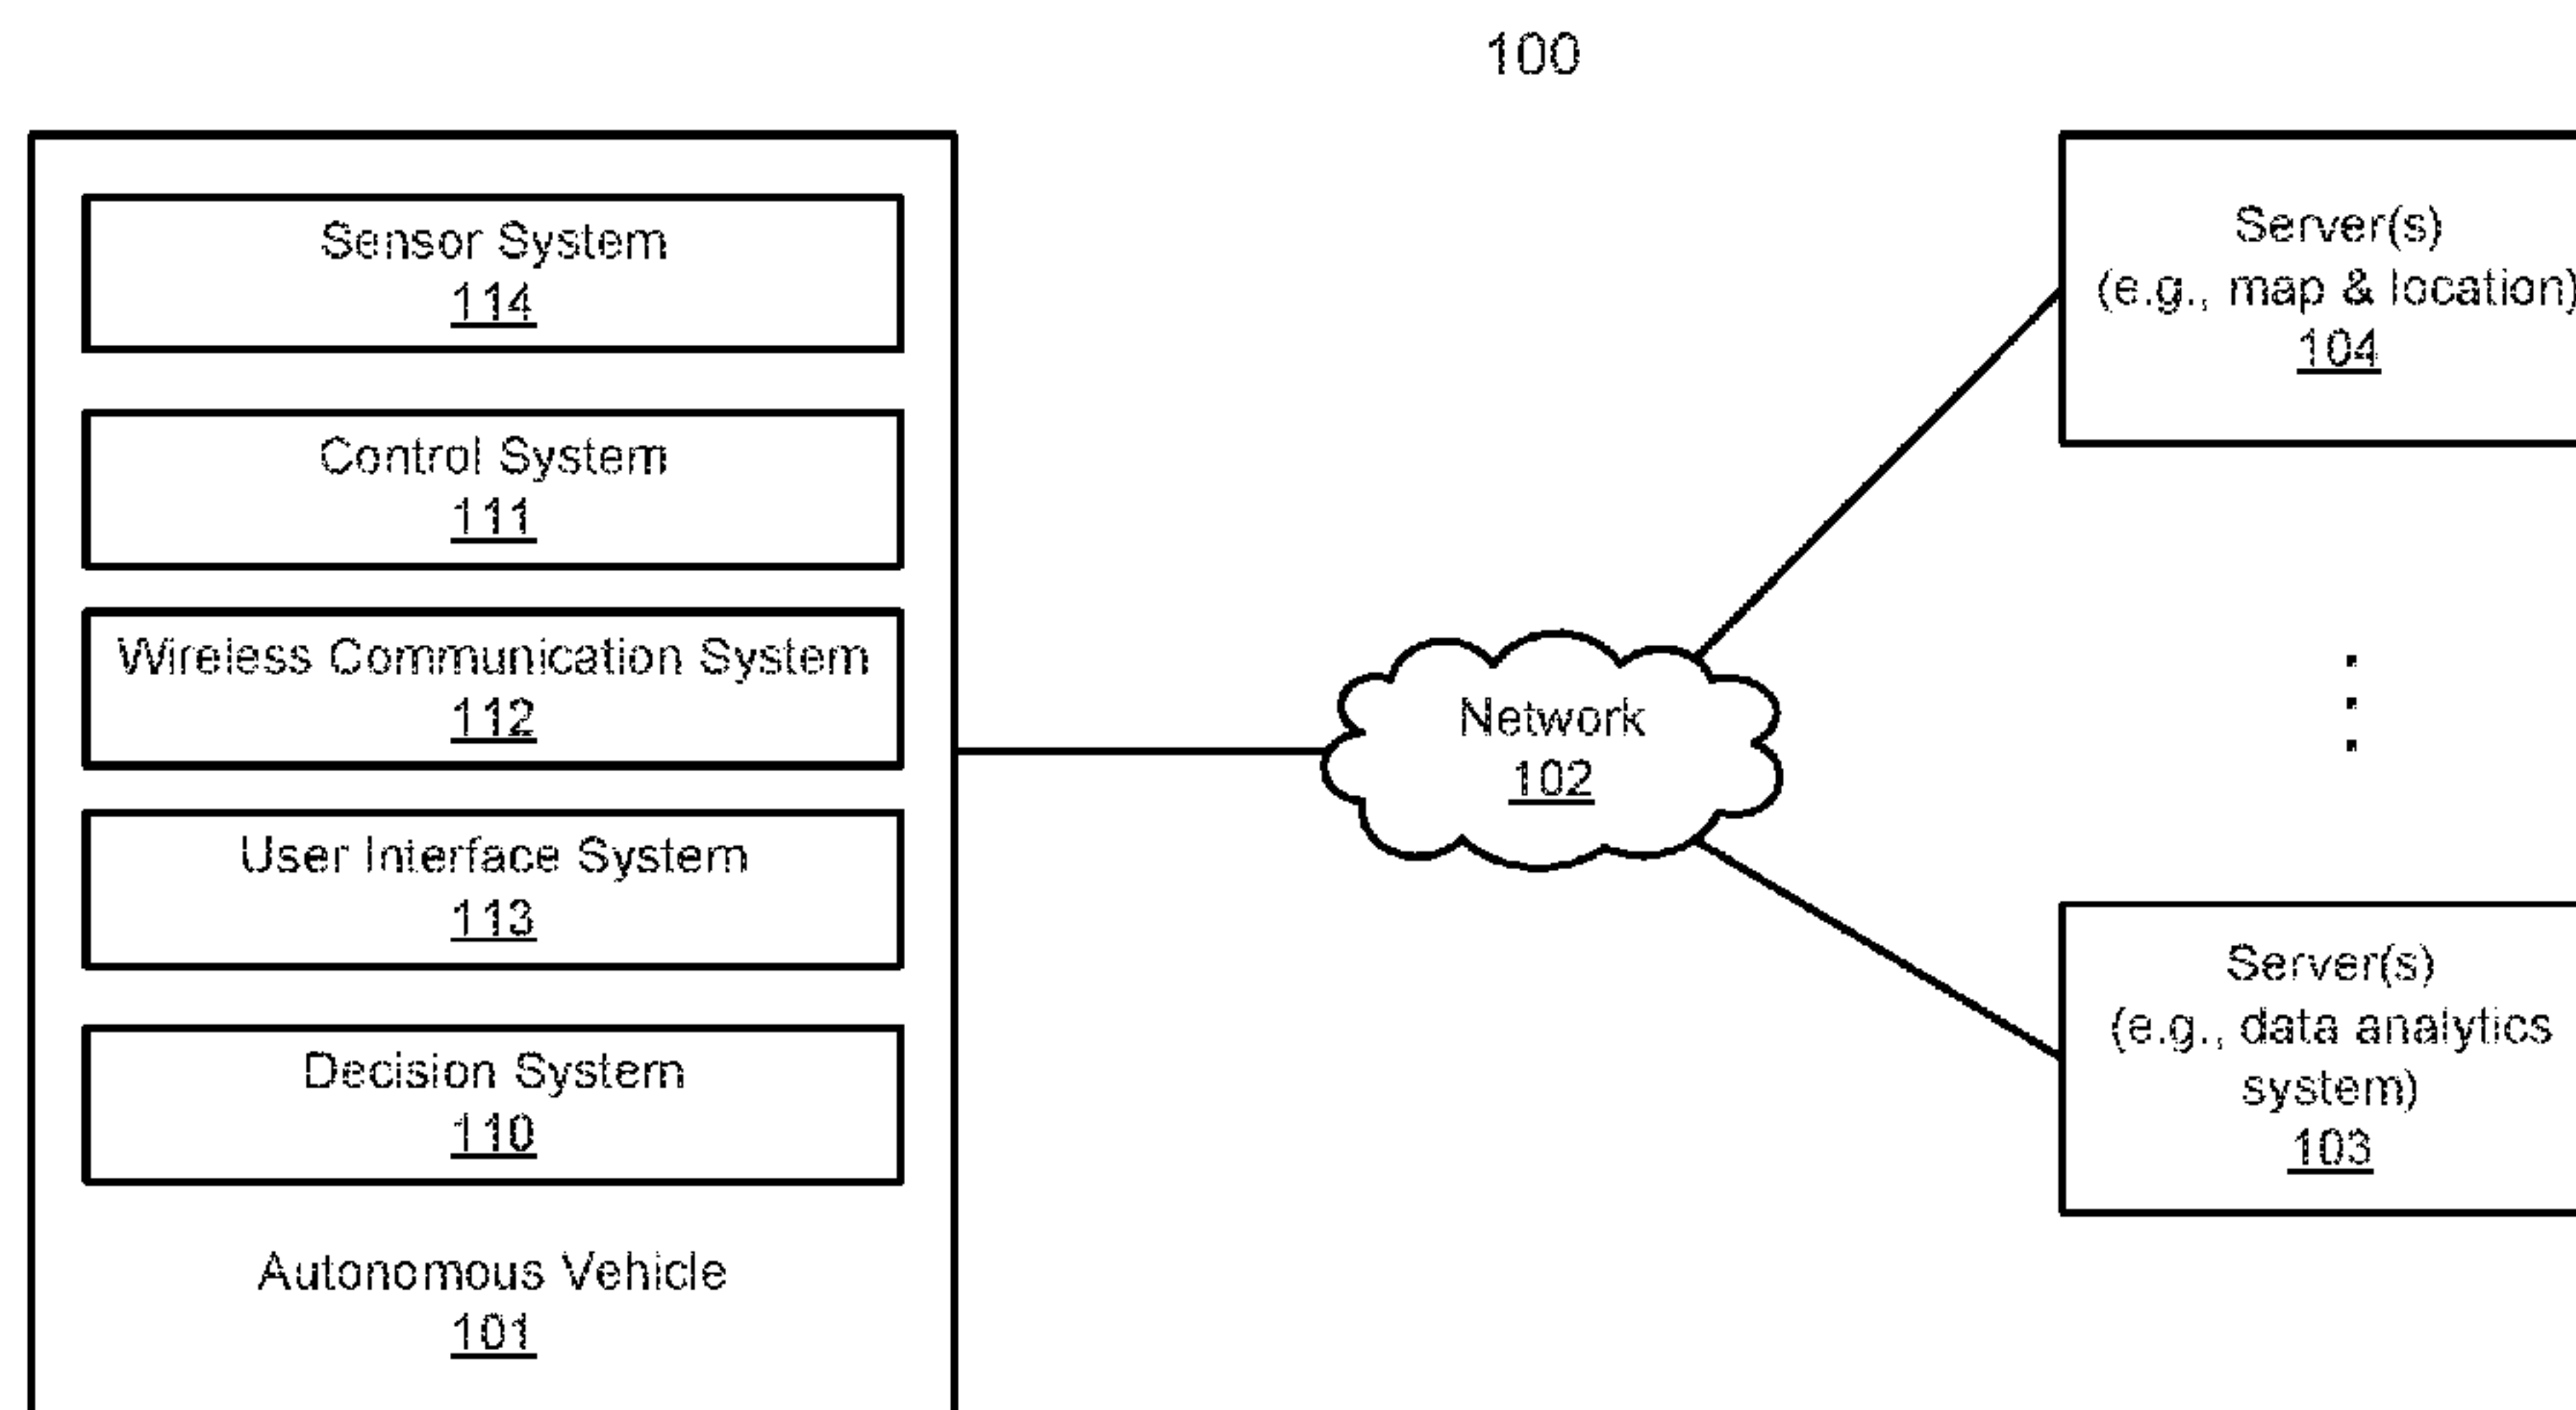 100
Sensor System
114
Control System
111
Wireless Communication System
112
User Interface System
113
Decision System
110
Autonomous Vehicle
101
Network
102
Server(s)
(e.g., map & location)
104
Server(s)
(e.g., data analytics
system)
103